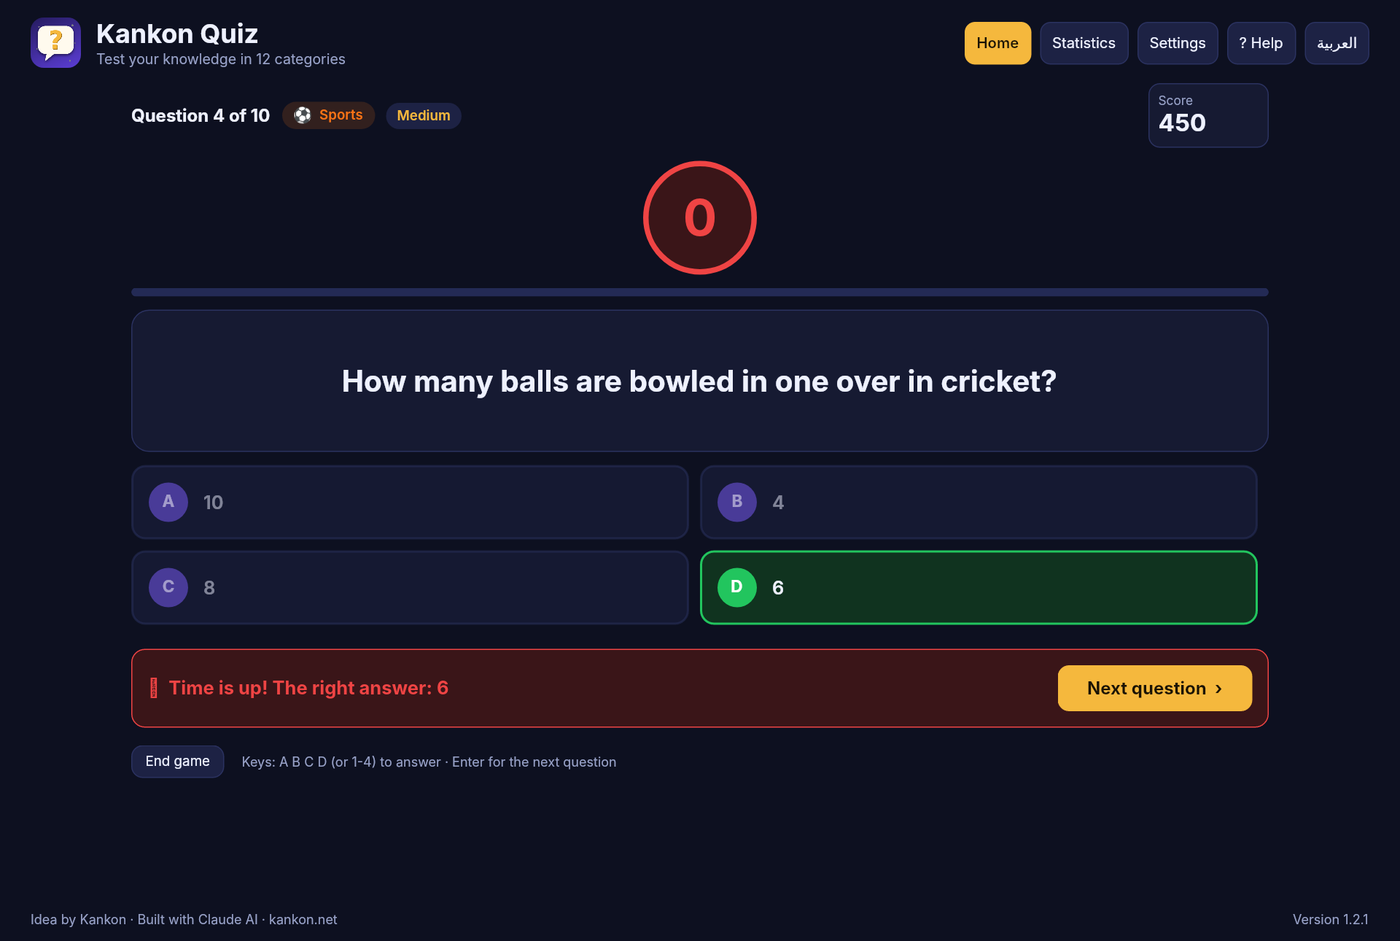 Kankon Quiz
Test your knowledge in 12 categories
Home
Statistics
Settings
? Help
العربية
Question 4 of 10
Sports
Medium
Score
450
0
How many balls are bowled in one over in cricket?
A 10
B 4
C 8
D 6
Time is up! The right answer: 6
Next question ›
End game
Keys: A B C D (or 1-4) to answer · Enter for the next question
Idea by Kankon · Built with Claude AI · kankon.net
Version 1.2.1